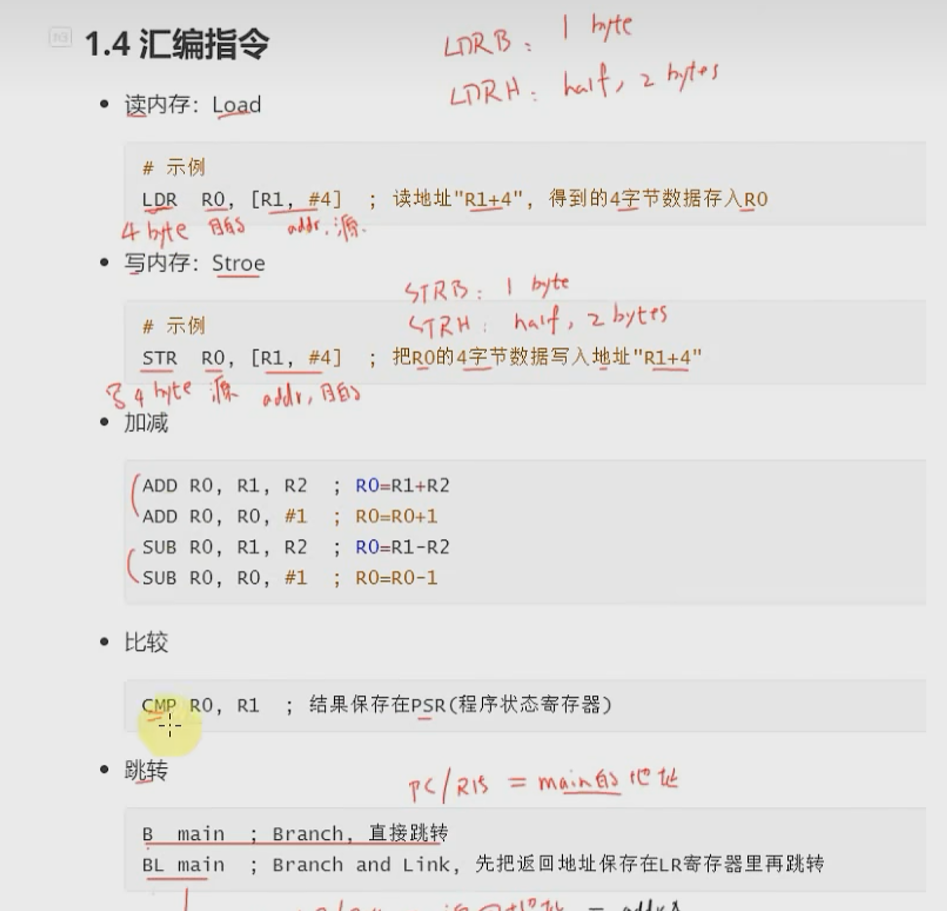 1.4 汇编指令
LDRB: 1 byte
LDRH: half, 2 bytes
• 读内存: Load
# 示例
LDR R0, [R1, #4] ; 读地址"R1+4", 得到的4字节数据存入R0
4 byte 目的 addr, 源.
• 写内存: Stroe
STRB: 1 byte
# 示例
STRH: half, 2 bytes
STR R0, [R1, #4] ; 把R0的4字节数据写入地址"R1+4"
写4 byte 源 addr, 目的
• 加减
ADD R0, R1, R2 ; R0=R1+R2
ADD R0, R0, #1 ; R0=R0+1
SUB R0, R1, R2 ; R0=R1-R2
SUB R0, R0, #1 ; R0=R0-1
• 比较
CMP R0, R1 ; 结果保存在PSR(程序状态寄存器)
• 跳转
PC/R15 = main的地址
B main ; Branch, 直接跳转
BL main ; Branch and Link, 先把返回地址保存在LR寄存器里再跳转